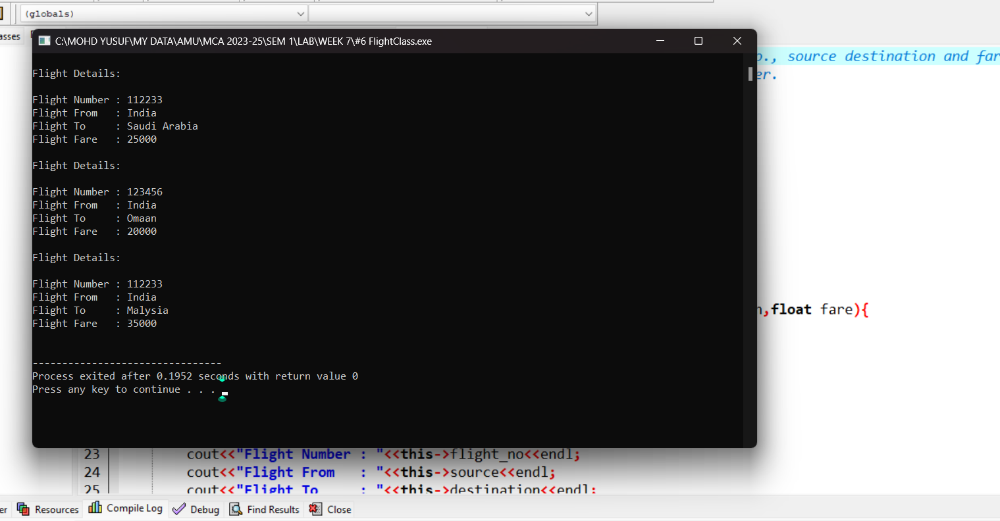 (globals)
asses
C:\MOHD YUSUF\MY DATA\AMU\MCA 2023-25\SEM 1\LAB\WEEK 7\#6 FlightClass.exe
o., source destination and far
er.
Flight Details:
Flight Number : 112233
Flight From   : India
Flight To     : Saudi Arabia
Flight Fare   : 25000
Flight Details:
Flight Number : 123456
Flight From   : India
Flight To     : Omaan
Flight Fare   : 20000
Flight Details:
Flight Number : 112233
Flight From   : India
Flight To     : Malysia
Flight Fare   : 35000
n,float fare){
--------------------------------
Process exited after 0.1952 seconds with return value 0
Press any key to continue . . .
23 cout<<"Flight Number : "<<this->flight_no<<endl;
24 cout<<"Flight From   : "<<this->source<<endl;
25 cout<<"Flight To     : "<<this->destination<<endl;
er Resources Compile Log Debug Find Results Close